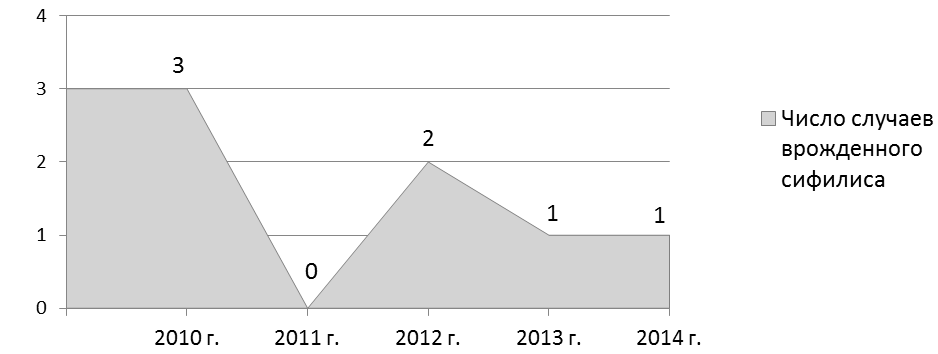 4
3
2
1
0
3
0
2
1
1
2010 г.
2011 г.
2012 г.
2013 г.
2014 г.
Число случаев
врожденного
сифилиса